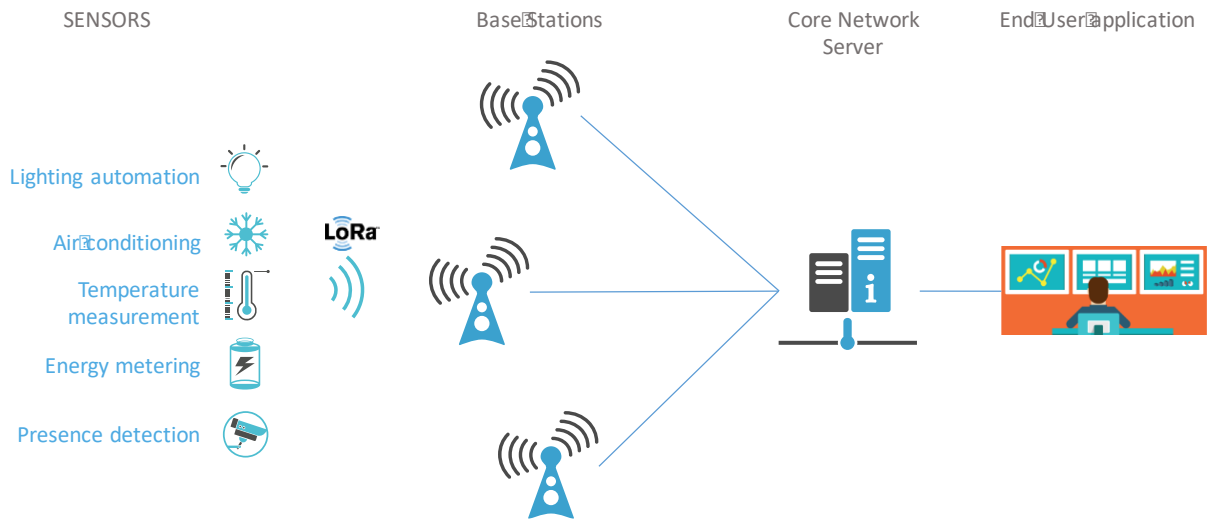 SENSORS
Base Stations
Core Network
Server
End User application
Lighting automation
Air conditioning
LoRa
Temperature
measurement
Energy metering
Presence detection
i